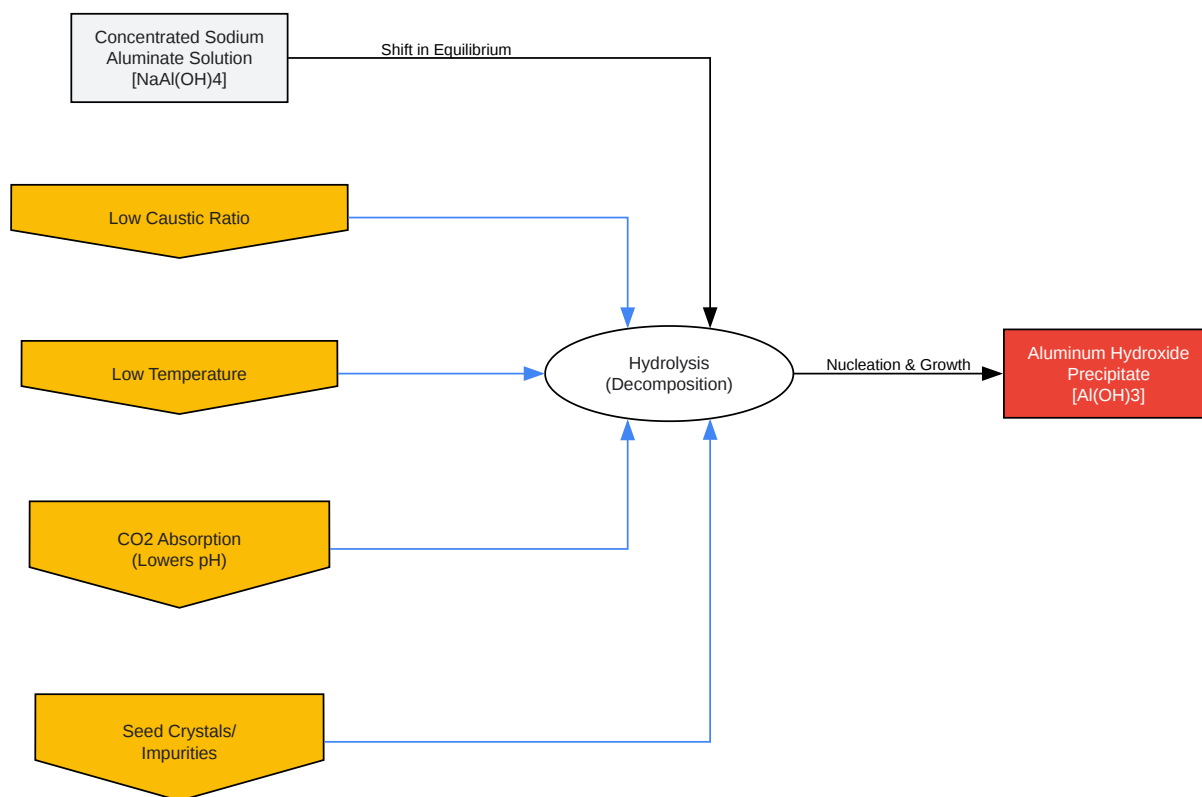 Concentrated Sodium
Aluminate Solution
[NaAl(OH)4]
Shift in Equilibrium
Low Caustic Ratio
Low Temperature
Hydrolysis
(Decomposition)
Nucleation & Growth
Aluminum Hydroxide
Precipitate
[Al(OH)3]
CO2 Absorption
(Lowers pH)
Seed Crystals/
Impurities